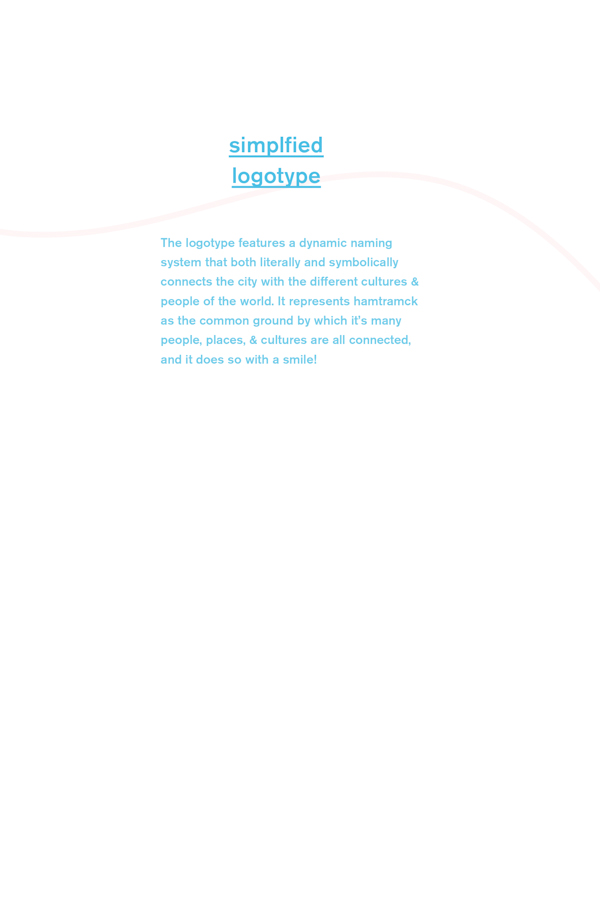 simplfied
logotype
The logotype features a dynamic naming
system that both literally and symbolically
connects the city with the different cultures &
people of the world. It represents hamtramck
as the common ground by which it's many
people, places, & cultures are all connected,
and it does so with a smile!